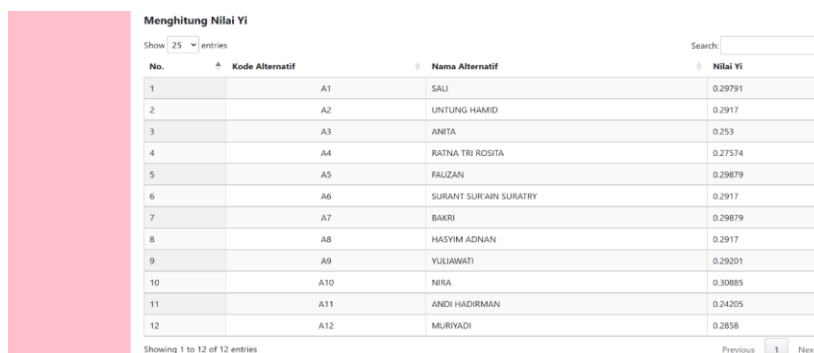 Menghitung Nilai Yi
Show 25 entries Search:
No. Kode Alternatif Nama Alternatif Nilai Yi
1 A1 SALI 0.29791
2 A2 UNTUNG HAMID 0.2917
3 A3 ANITA 0.253
4 A4 RATNA TRI ROSITA 0.27574
5 A5 FAUZAN 0.29879
6 A6 SURANT SUR'AIN SURATRY 0.2917
7 A7 BAKRI 0.29879
8 A8 HASYIM ADNAN 0.2917
9 A9 YULIAWATI 0.29201
10 A10 NIRA 0.30885
11 A11 ANDI HADIRMAN 0.24205
12 A12 MURIYADI 0.2858
Showing 1 to 12 of 12 entries Previous 1 Nex